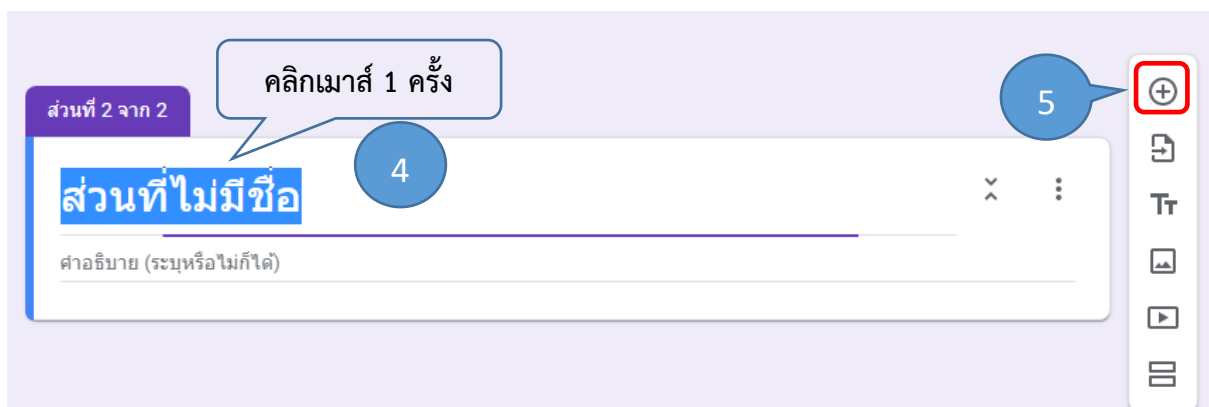 คลิกเมาส์ 1 ครั้ง
5
ส่วนที่ 2 จาก 2
4
ส่วนที่ไม่มีชื่อ
Tт
คำอธิบาย (ระบุหรือไม่ก็ได้)